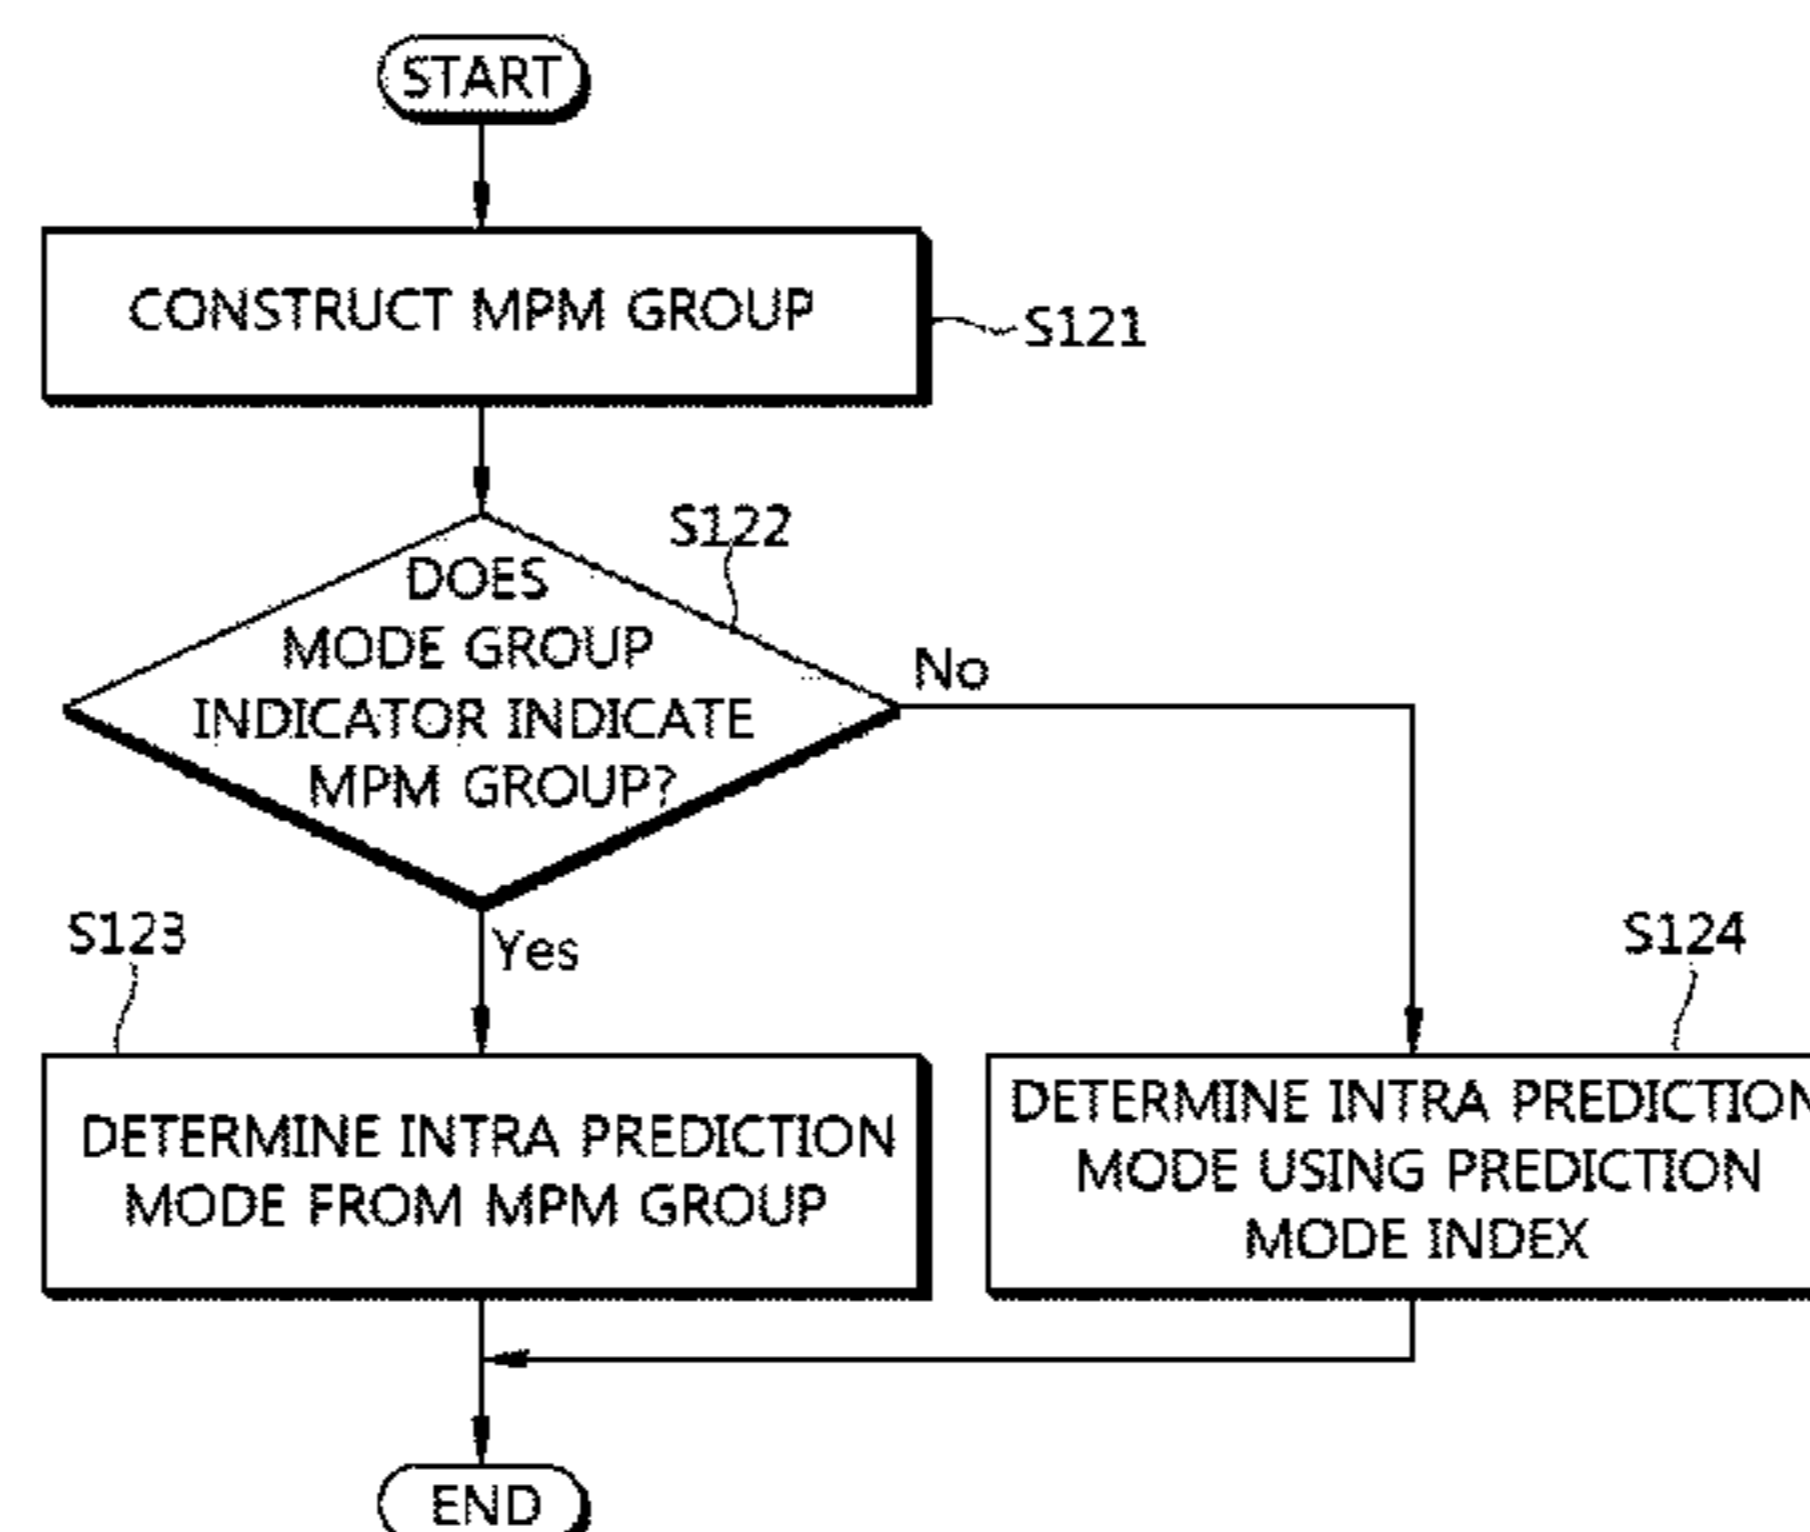 START
CONSTRUCT MPM GROUP
S121
S122
DOES
MODE GROUP
INDICATOR INDICATE
MPM GROUP?
No
Yes
S123
DETERMINE INTRA PREDICTION
MODE FROM MPM GROUP
S124
DETERMINE INTRA PREDICTION
MODE USING PREDICTION
MODE INDEX
END